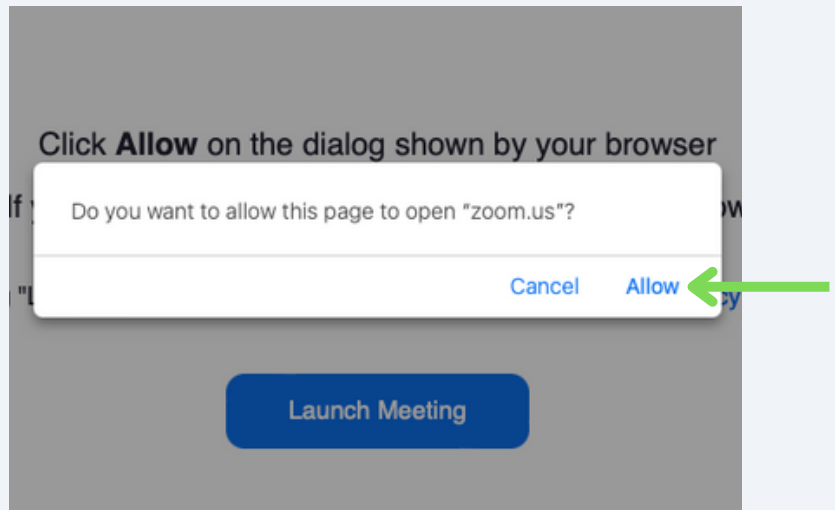 Click Allow on the dialog shown by your browser
If
Do you want to allow this page to open “zoom.us”?
Cancel Allow
Launch Meeting